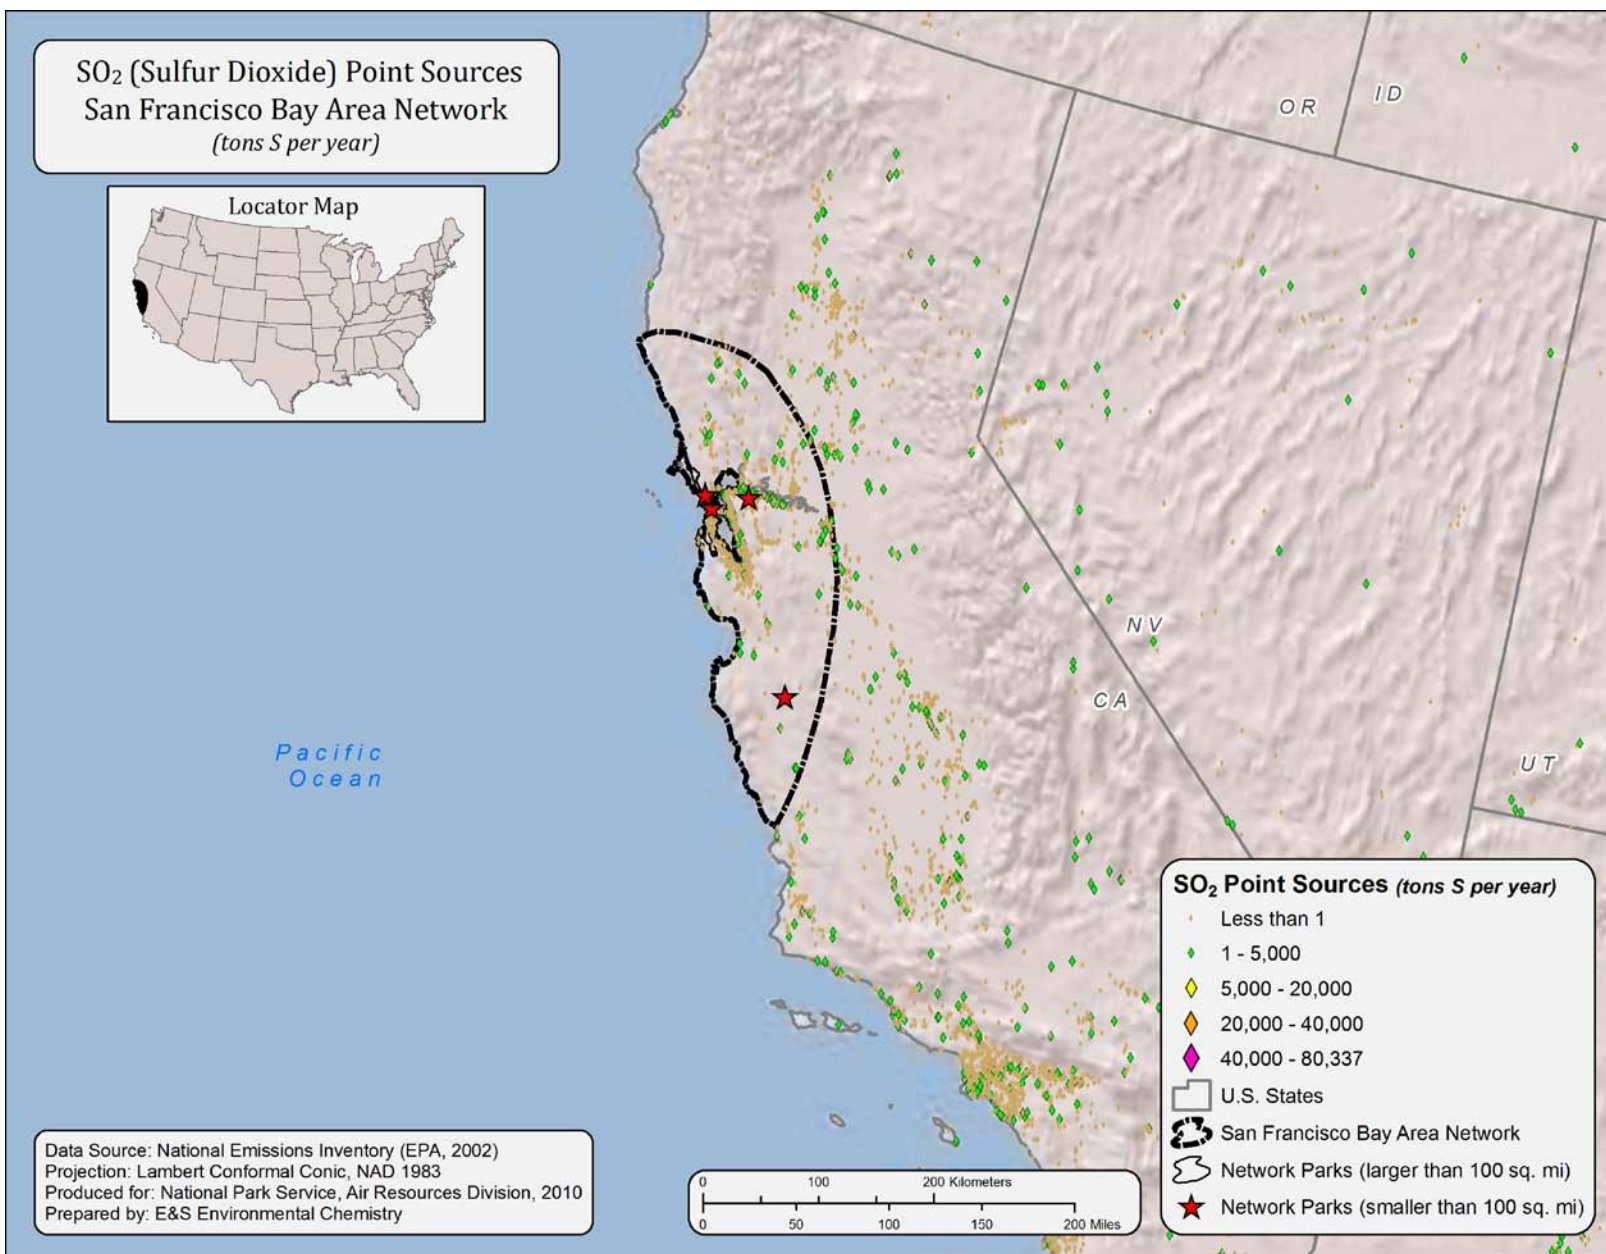 SO₂ (Sulfur Dioxide) Point Sources
San Francisco Bay Area Network
(tons S per year)
Locator Map
OR
ID
NV
CA
UT
Pacific
Ocean
SO₂ Point Sources (tons S per year)
Less than 1
1 - 5,000
5,000 - 20,000
20,000 - 40,000
40,000 - 80,337
U.S. States
San Francisco Bay Area Network
Network Parks (larger than 100 sq. mi)
Network Parks (smaller than 100 sq. mi)
Data Source: National Emissions Inventory (EPA, 2002)
Projection: Lambert Conformal Conic, NAD 1983
Produced for: National Park Service, Air Resources Division, 2010
Prepared by: E&S Environmental Chemistry
0 100 200 Kilometers
0 50 100 150 200 Miles